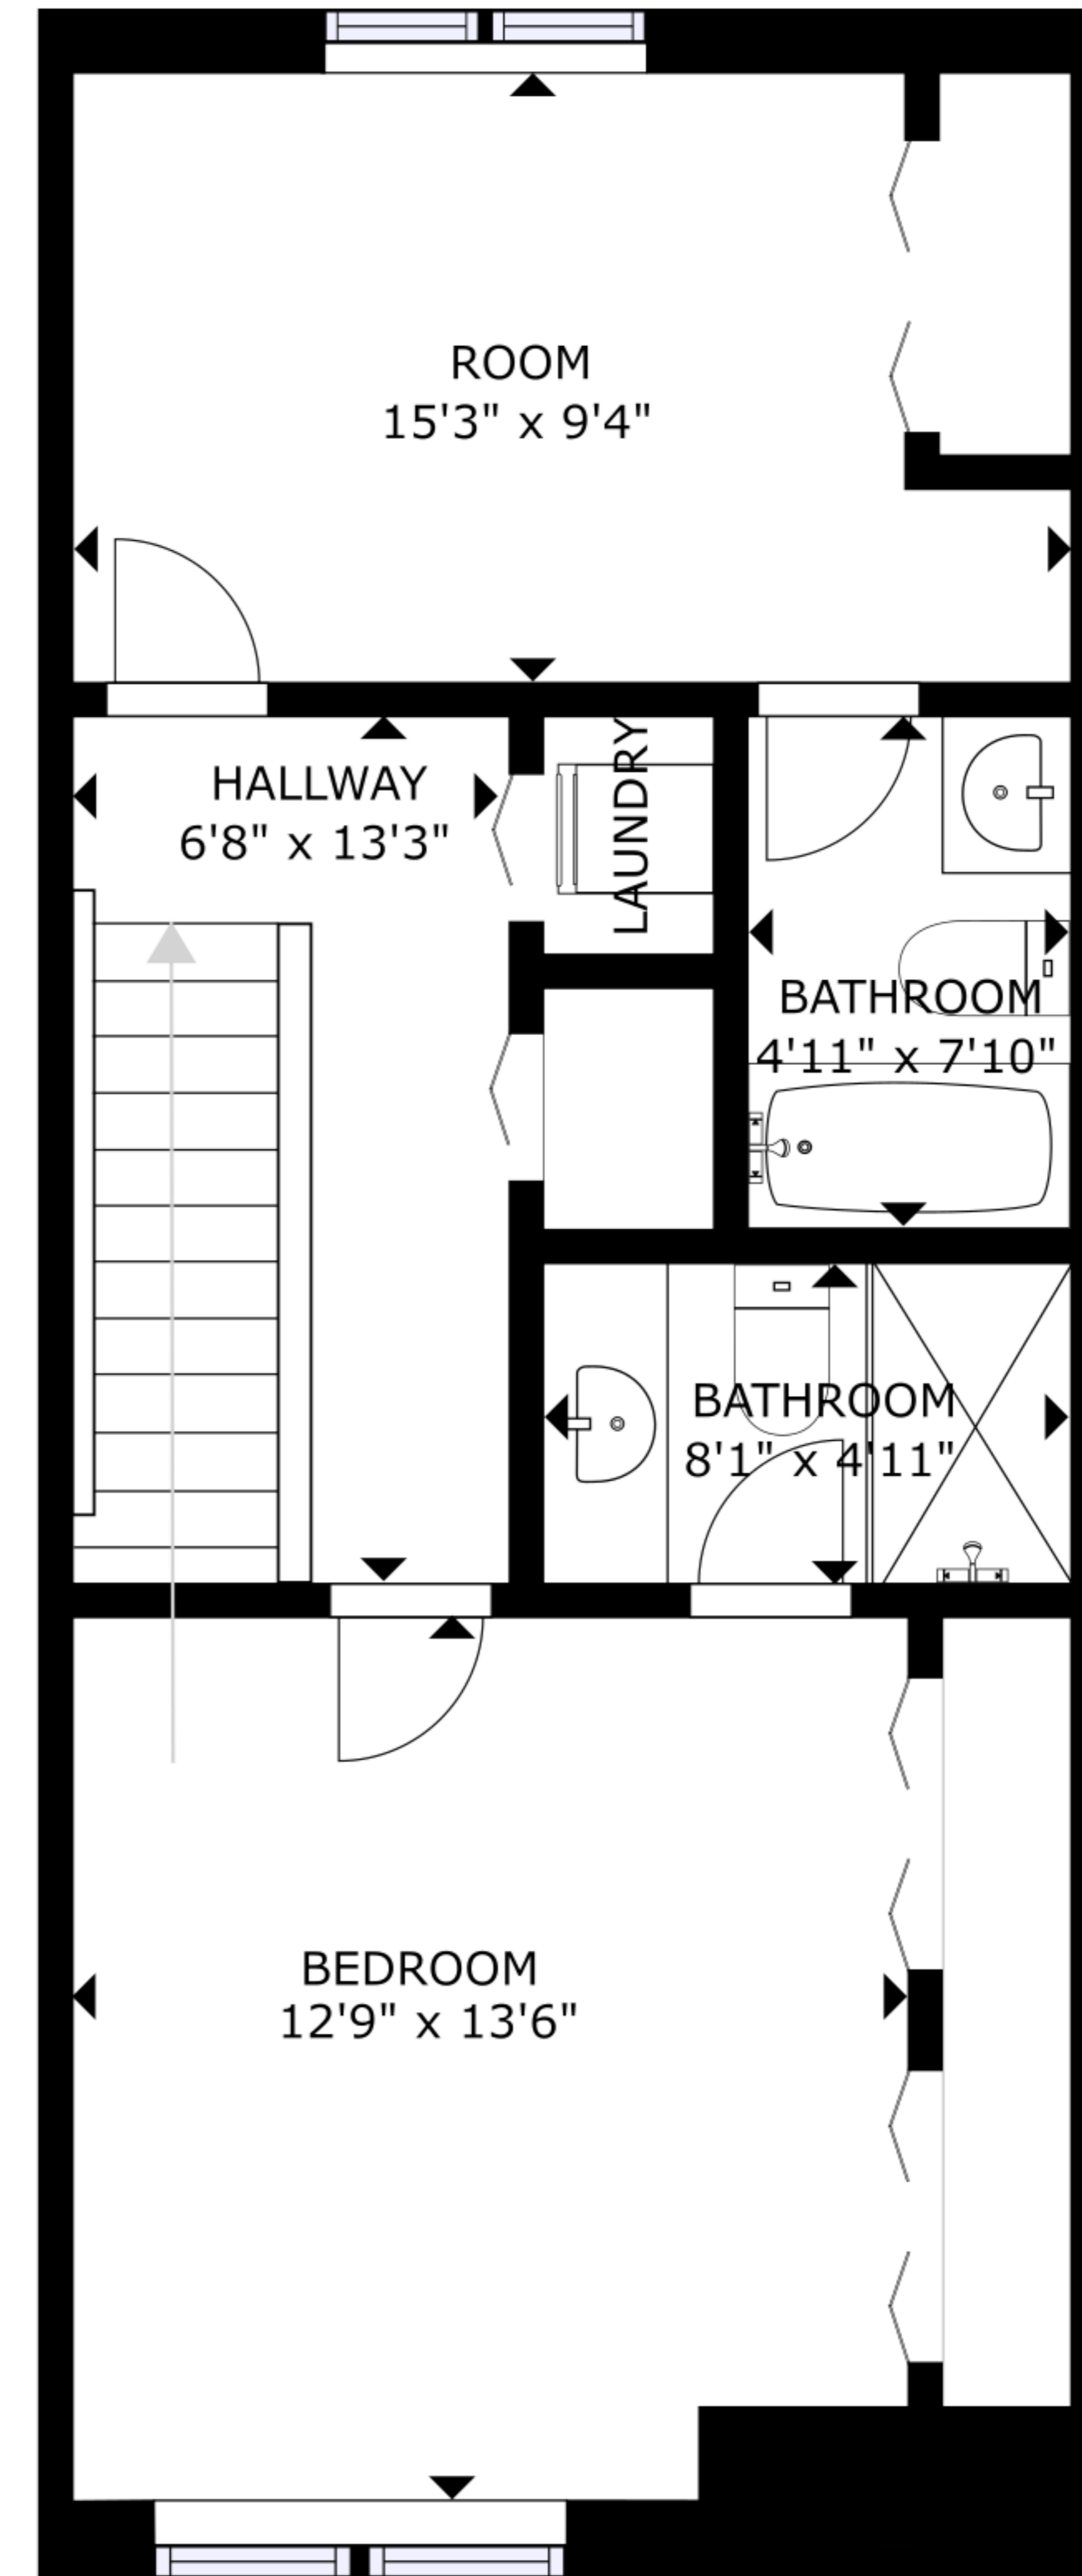 ROOM
15'3" x 9'4"
HALLWAY
6'8" x 13'3"
LAUNDRY
BATHROOM
4'11" x 7'10"
BATHROOM
8'1" x 4'11"
BEDROOM
12'9" x 13'6"